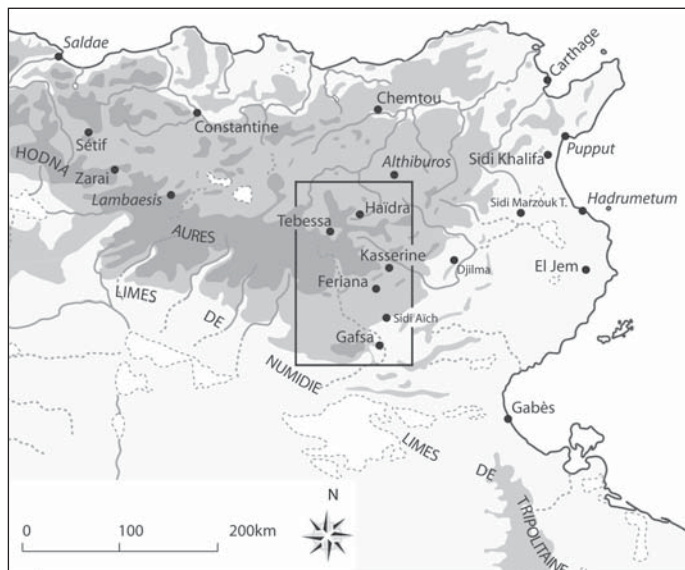 Saldae
Carthage
Chemtou
Constantine
Sétif
HODNA
Althiburos
Sidi Khalifa
Pupput
Zarai
Lambaesis
Haïdra
Sidi Marzouk T.
Hadrumetum
Tebessa
AURES
Kasserine
Djilma
El Jem
Feriana
LIMES
DE
NUMIDIE
Sidi Aïch
Gafsa
Gabès
LIMES
DE
TRIPOLITAINE
N
0
100
200km